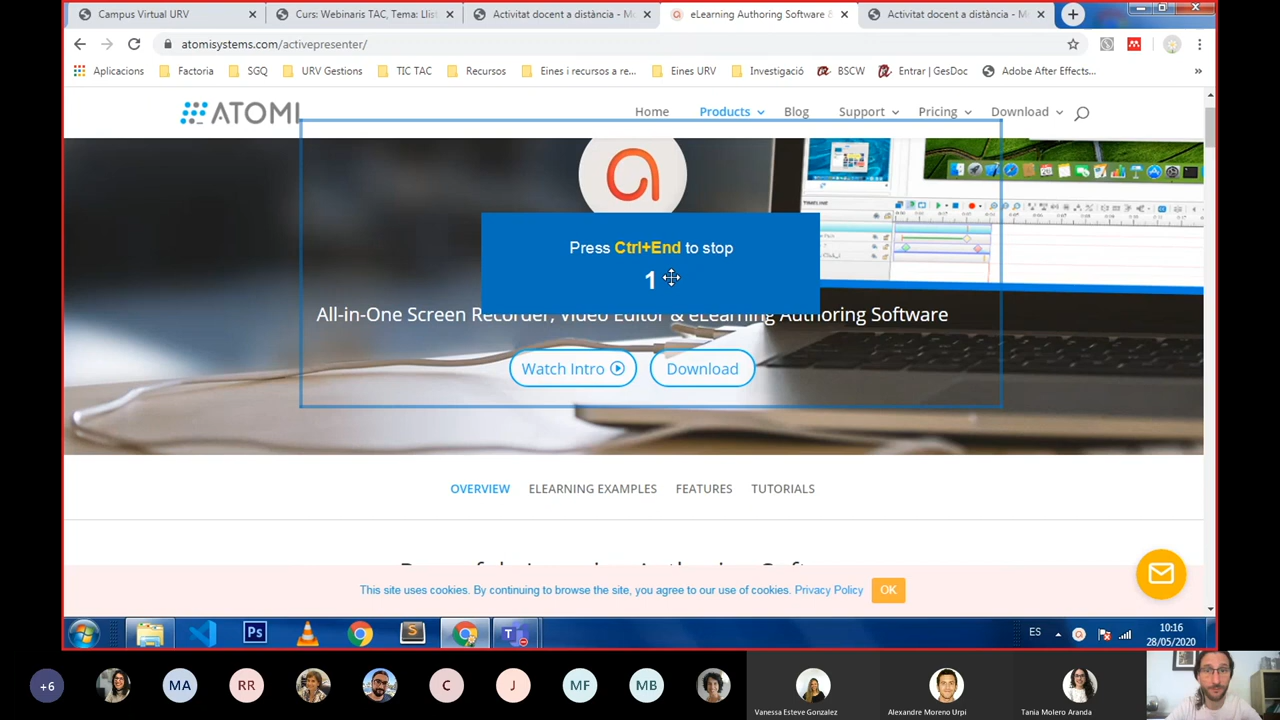 Campus Virtual URV
Curs: Webinaris TAC, Tema: Llis
Activitat docent a distància - M
eLearning Authoring Software &
Activitat docent a distància - M
atomisystems.com/activepresenter/
Aplicacions
Factoria
SGQ
URV Gestions
TIC TAC
Recursos
Eines i recursos a re...
Eines URV
Investigació
BSCW
Entrar | GesDoc
Adobe After Effects...
»
ATOMI
Home
Products
Blog
Support
Pricing
Download
Press Ctrl+End to stop
1
All-in-One Screen Recorder, Video Editor & eLearning Authoring Software
Watch Intro
Download
OVERVIEW
ELEARNING EXAMPLES
FEATURES
TUTORIALS
This site uses cookies. By continuing to browse the site, you agree to our use of cookies. Privacy Policy
OK
Ps
S
T
ES
10:16
28/05/2020
+6
MA
RR
C
J
MF
MB
Vanessa Esteve Gonzalez
Alexandre Moreno Urpi
Tania Molero Aranda